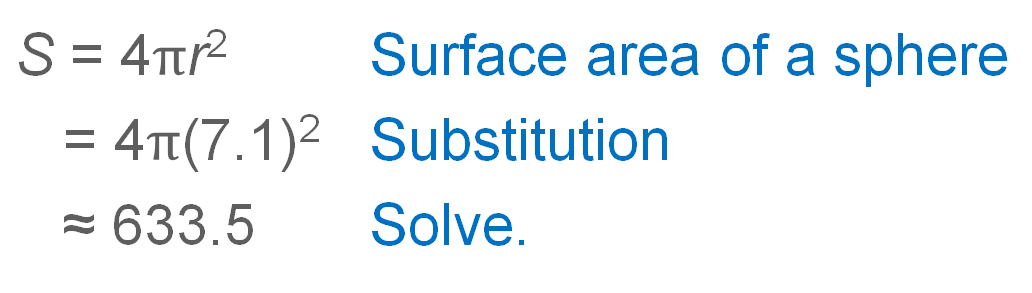 S = 4πr² Surface area of a sphere
= 4π(7.1)² Substitution
≈ 633.5 Solve.